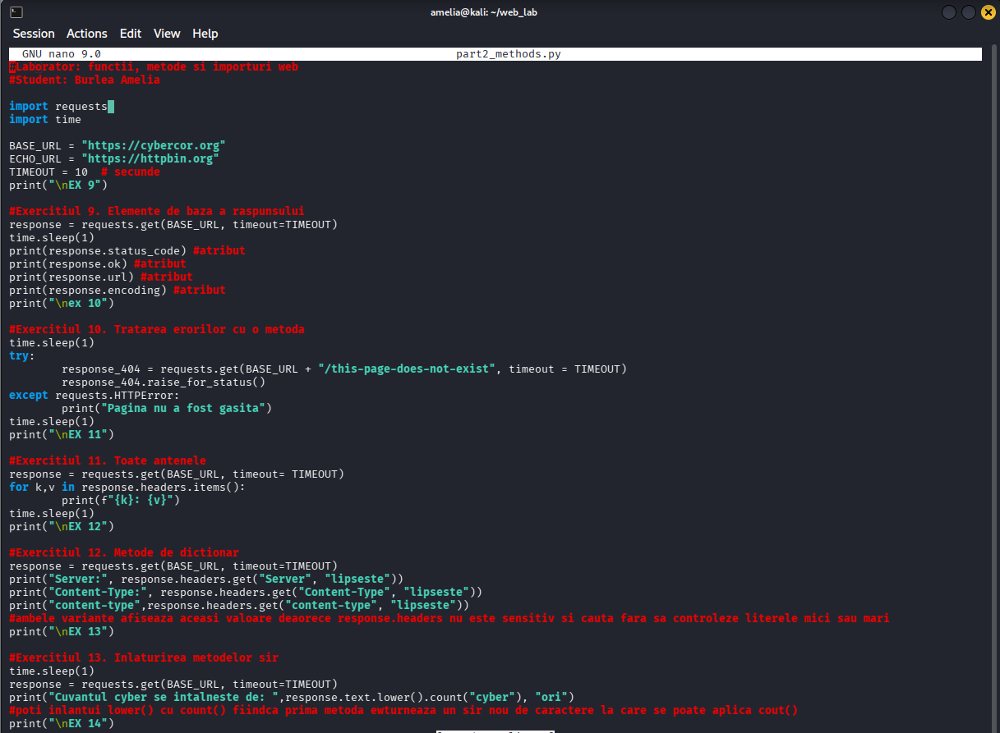 amelia@kali: ~/web_lab
Session Actions Edit View Help
GNU nano 9.0 part2_methods.py
#Laborator: functii, metode si importuri web
#Student: Burlea Amelia
import requests
import time
BASE_URL = "https://cybercor.org"
ECHO_URL = "https://httpbin.org"
TIMEOUT = 10 # secunde
print("\nEX 9")
#Exercitiul 9. Elemente de baza a raspunsului
response = requests.get(BASE_URL, timeout=TIMEOUT)
time.sleep(1)
print(response.status_code) #atribut
print(response.ok) #atribut
print(response.url) #atribut
print(response.encoding) #atribut
print("\nex 10")
#Exercitiul 10. Tratarea erorilor cu o metoda
time.sleep(1)
try:
response_404 = requests.get(BASE_URL + "/this-page-does-not-exist", timeout = TIMEOUT)
response_404.raise_for_status()
except requests.HTTPError:
print("Pagina nu a fost gasita")
time.sleep(1)
print("\nEX 11")
#Exercitiul 11. Toate antenele
response = requests.get(BASE_URL, timeout= TIMEOUT)
for k,v in response.headers.items():
print(f"{k}: {v}")
time.sleep(1)
print("\nEX 12")
#Exercitiul 12. Metode de dictionar
response = requests.get(BASE_URL, timeout=TIMEOUT)
print("Server:", response.headers.get("Server", "lipseste"))
print("Content-Type:", response.headers.get("Content-Type", "lipseste"))
print("content-type",response.headers.get("content-type", "lipseste"))
#ambele variante afiseaza aceasi valoare deaorece response.headers nu este sensitiv si cauta fara sa controleze literele mici sau mari
print("\nEX 13")
#Exercitiul 13. Inlaturirea metodelor sir
time.sleep(1)
response = requests.get(BASE_URL, timeout=TIMEOUT)
print("Cuvantul cyber se intalneste de: ",response.text.lower().count("cyber"), "ori")
#poti inlantui lower() cu count() fiindca prima metoda ewturneaza un sir nou de caractere la care se poate aplica cout()
print("\nEX 14")